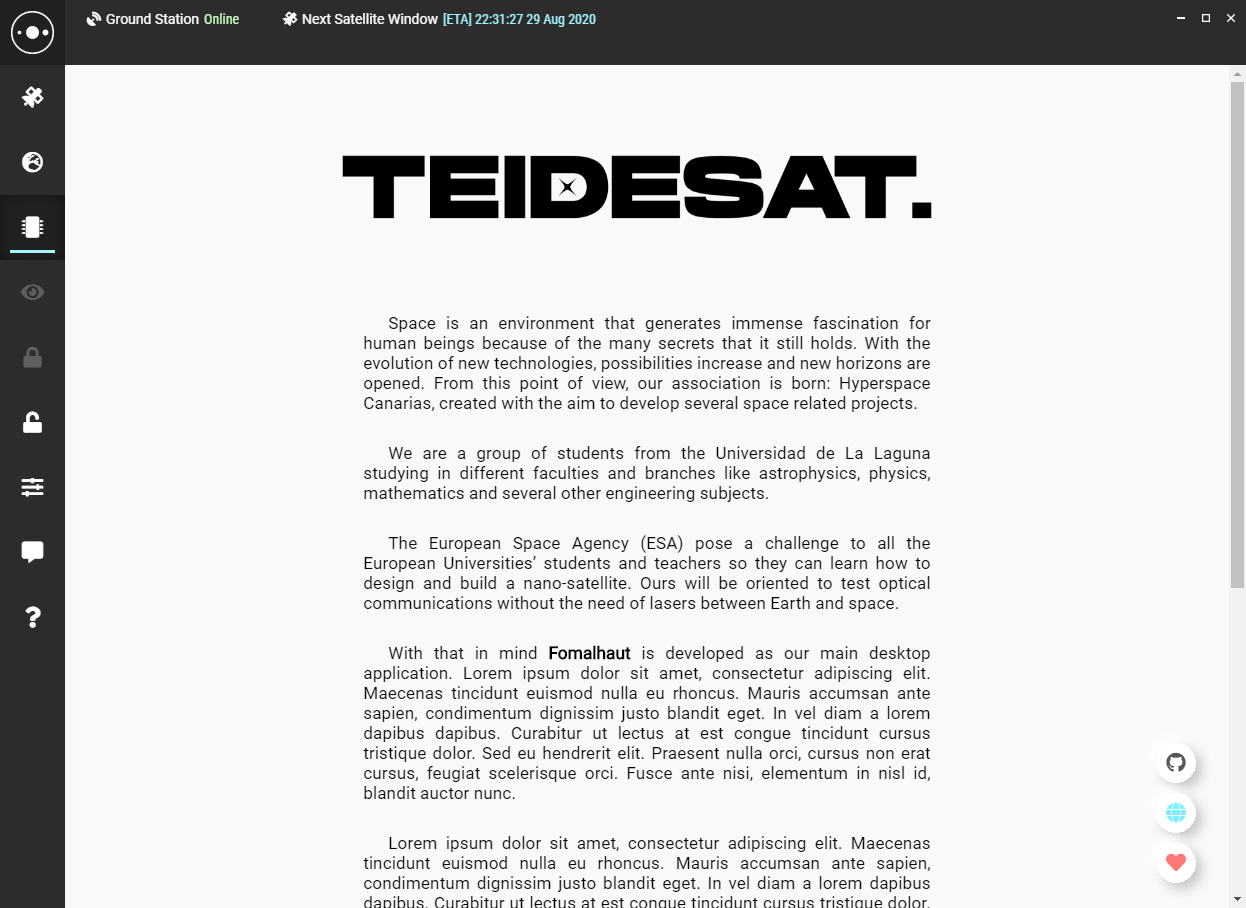 Ground Station Online
Next Satellite Window [ETA] 22:31:27 29 Aug 2020
TEIDESAT.
Space is an environment that generates immense fascination for
human beings because of the many secrets that it still holds. With the
evolution of new technologies, possibilities increase and new horizons are
opened. From this point of view, our association is born: Hyperspace
Canarias, created with the aim to develop several space related projects.
We are a group of students from the Universidad de La Laguna
studying in different faculties and branches like astrophysics, physics,
mathematics and several other engineering subjects.
The European Space Agency (ESA) pose a challenge to all the
European Universities’ students and teachers so they can learn how to
design and build a nano-satellite. Ours will be oriented to test optical
communications without the need of lasers between Earth and space.
With that in mind Fomalhaut is developed as our main desktop
application. Lorem ipsum dolor sit amet, consectetur adipiscing elit.
Maecenas tincidunt euismod nulla eu rhoncus. Mauris accumsan ante
sapien, condimentum dignissim justo blandit eget. In vel diam a lorem
dapibus dapibus. Curabitur ut lectus at est congue tincidunt cursus
tristique dolor. Sed eu hendrerit elit. Praesent nulla orci, cursus non erat
cursus, feugiat scelerisque orci. Fusce ante nisi, elementum in nisl id,
blandit auctor nunc.
Lorem ipsum dolor sit amet, consectetur adipiscing elit. Maecenas
tincidunt euismod nulla eu rhoncus. Mauris accumsan ante sapien,
condimentum dignissim justo blandit eget. In vel diam a lorem dapibus
dapibus. Curabitur ut lectus at est congue tincidunt cursus tristique dolor.